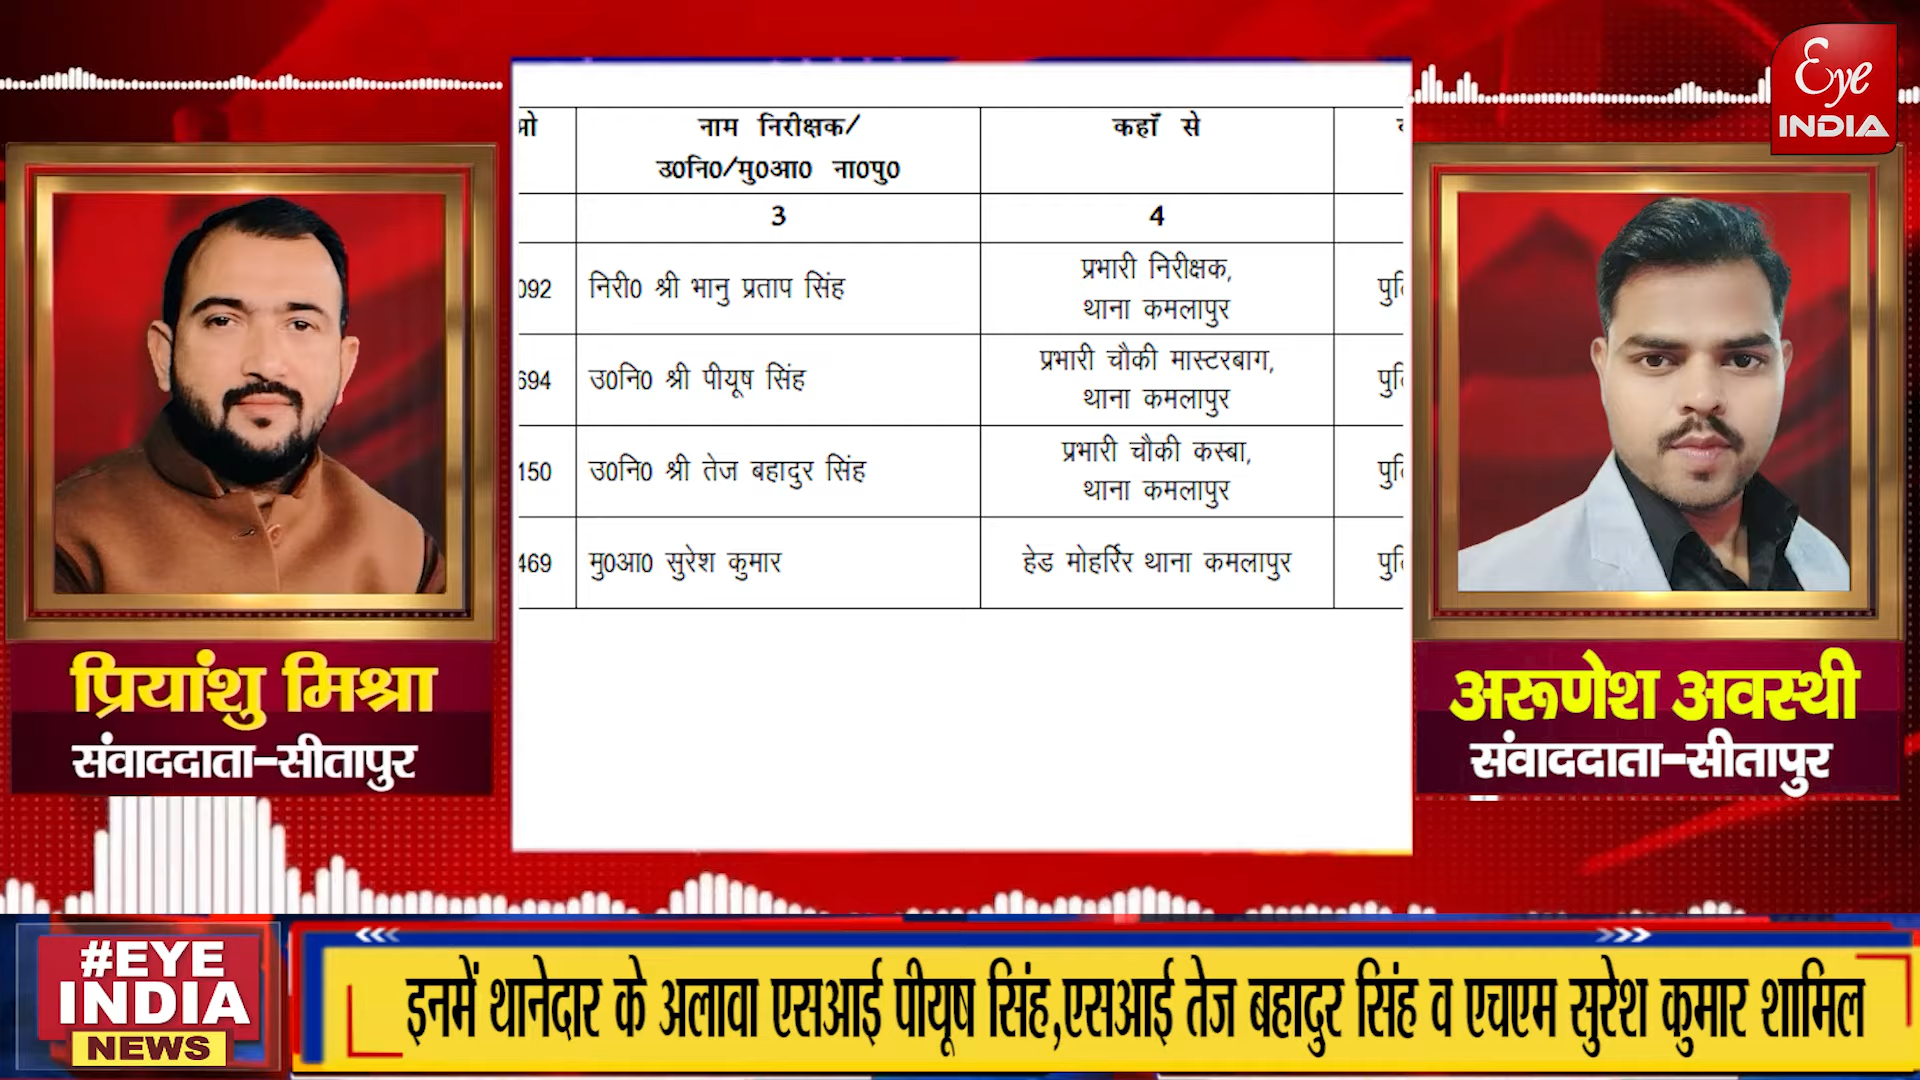 Eye
INDIA
नाम निरीक्षक/
उ0नि0/मु0आ0 ना0पु0
कहाँ से
3
4
092
निरी0 श्री भानु प्रताप सिंह
प्रभारी निरीक्षक,
थाना कमलापुर
694
उ0नि0 श्री पीयूष सिंह
प्रभारी चौकी मास्टरबाग,
थाना कमलापुर
150
उ0नि0 श्री तेज बहादुर सिंह
प्रभारी चौकी कस्बा,
थाना कमलापुर
469
मु0आ0 सुरेश कुमार
हेड मोहर्रिर थाना कमलापुर
प्रियांशु मिश्रा
संवाददाता-सीतापुर
अरूणेश अवस्थी
संवाददाता-सीतापुर
#EYE
INDIA
NEWS
इनमें थानेदार के अलावा एसआई पीयूष सिंह,एसआई तेज बहादुर सिंह व एचएम सुरेश कुमार शामिल